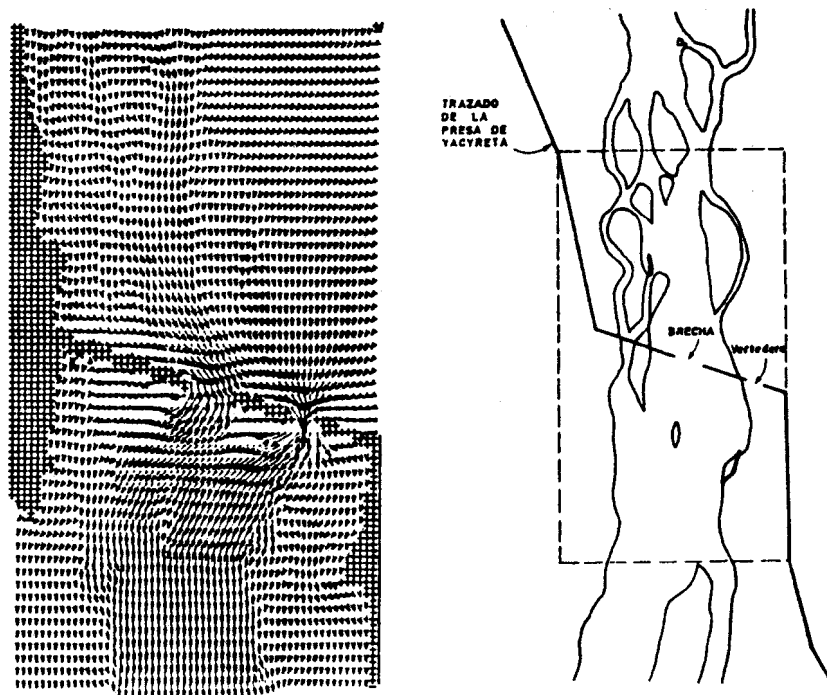 TRAZADO
DE LA
PRESA DE
YACYRETA
BRECHA
Vertedero